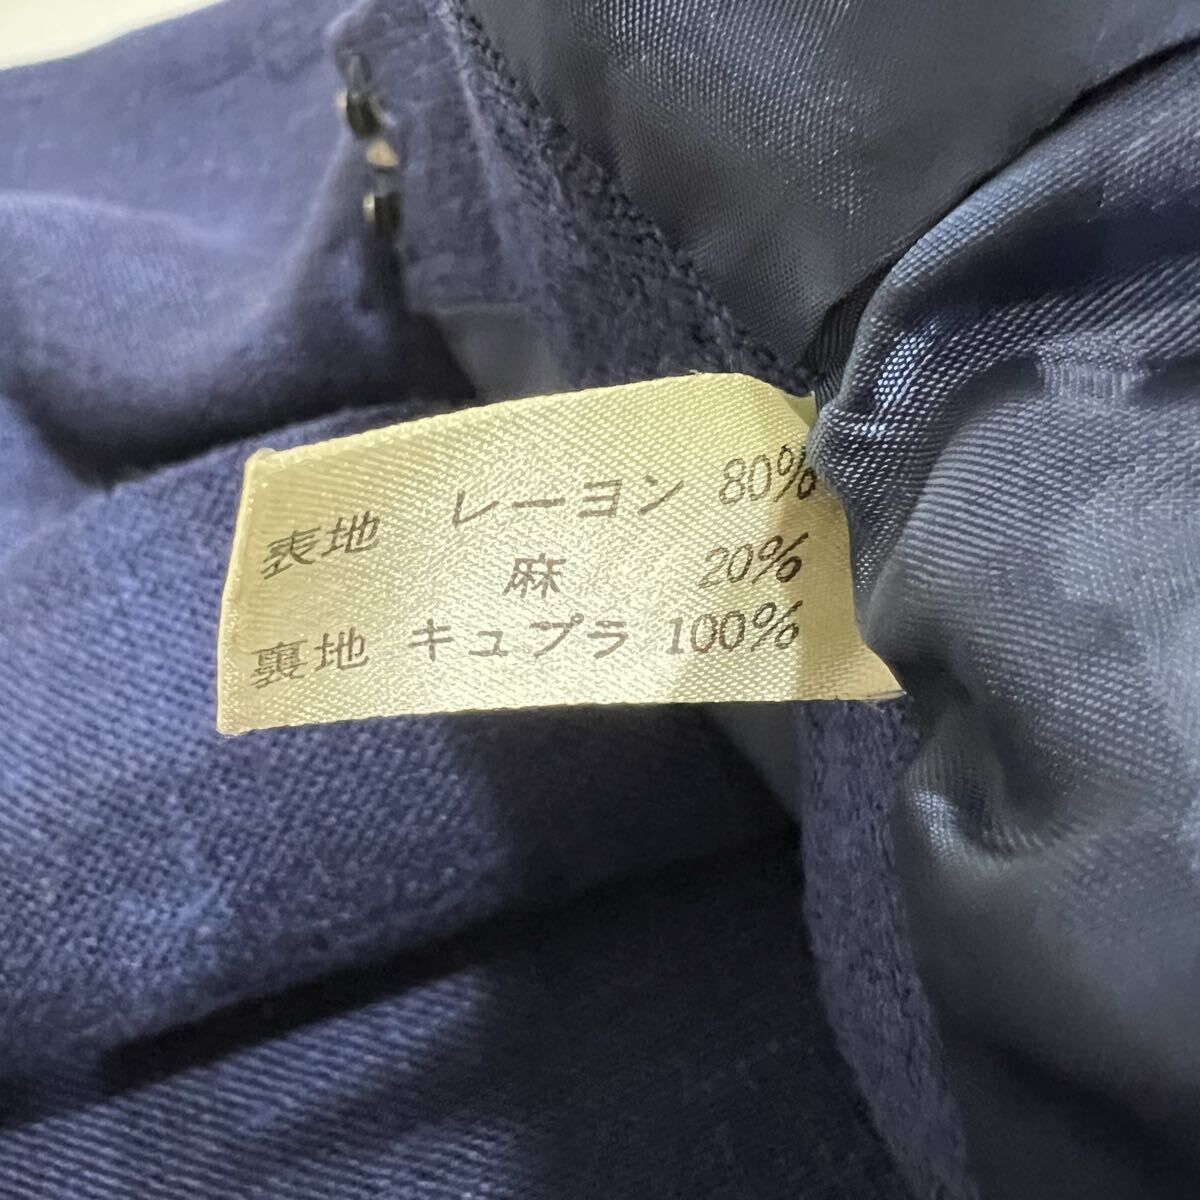 表地 レーヨン 80%
麻 20%
裏地 キュプラ 100%